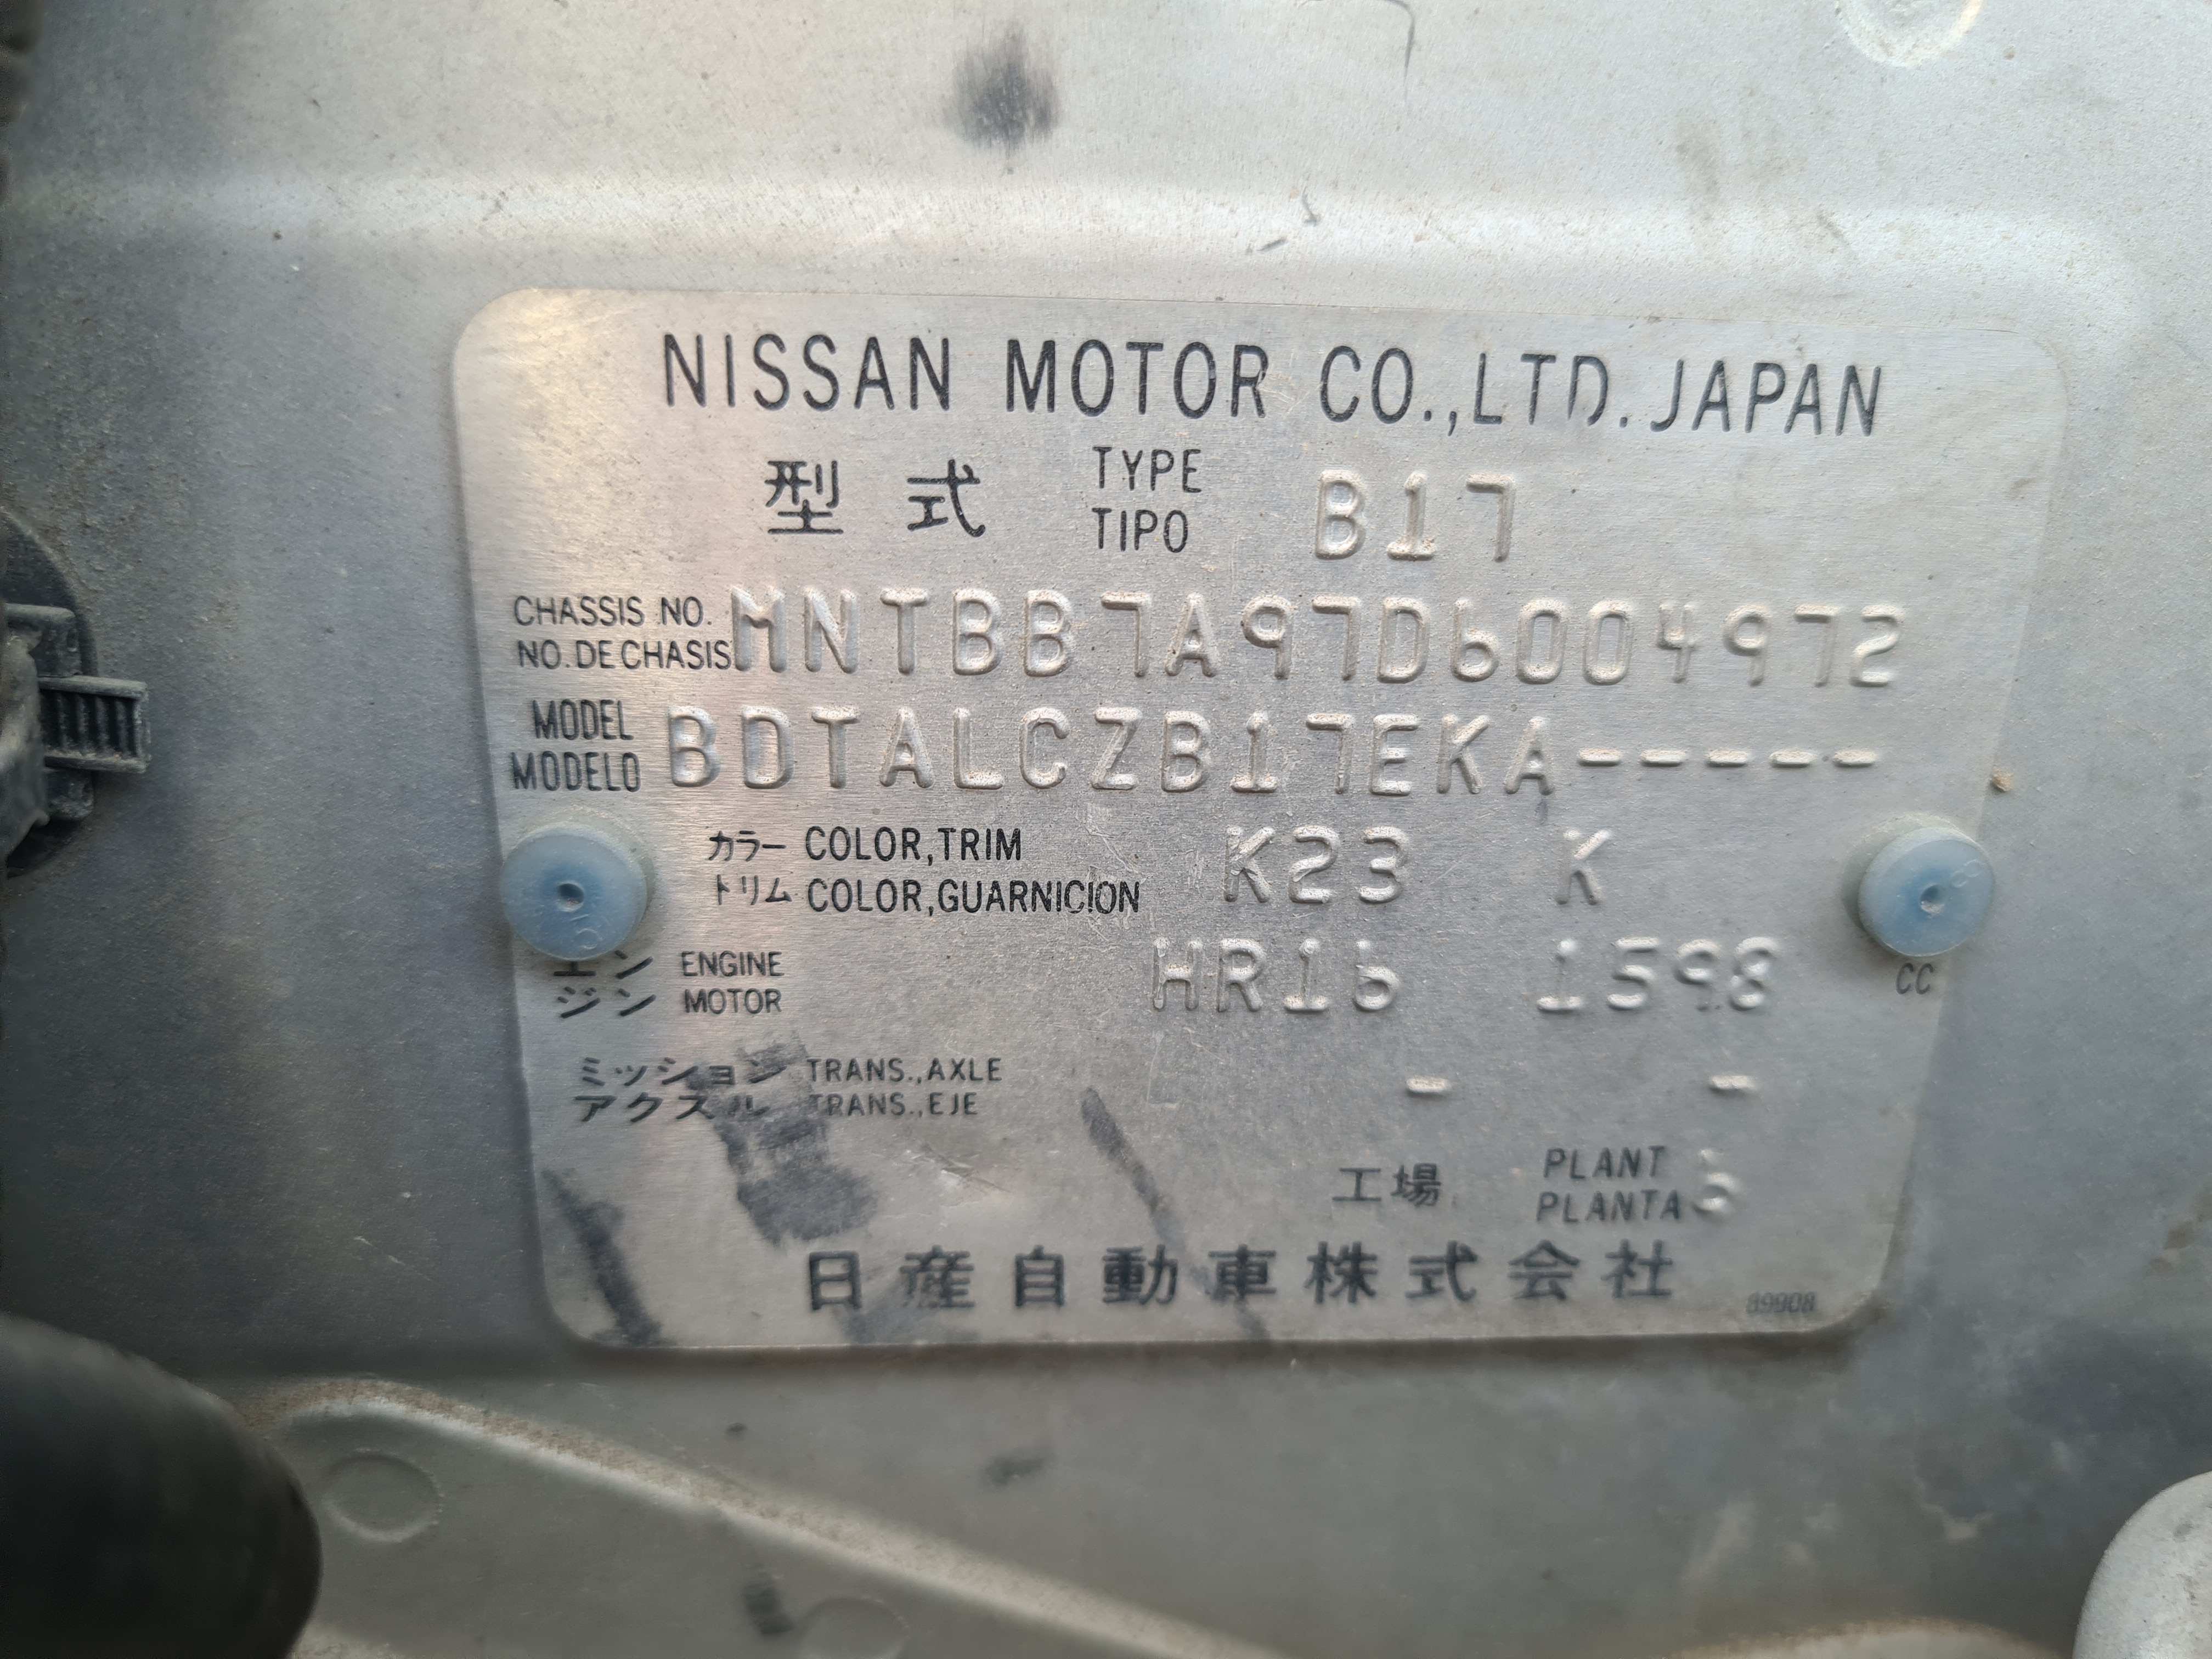 NISSAN MOTOR CO.,LTD. JAPAN
型式 TYPE B17
TIPO
CHASSIS NO. MNTBB7A97D6004972
NO. DE CHASIS
MODEL BDTALCZB17EKA-----
MODELO
カラー COLOR,TRIM K23 K
トリム COLOR,GUARNICION
エン ENGINE HR16 1598 CC
ジン MOTOR
ミッション TRANS.,AXLE - -
アクスル TRANS.,EJE
工場 PLANT 6
PLANTA
日産自動車株式会社
89908